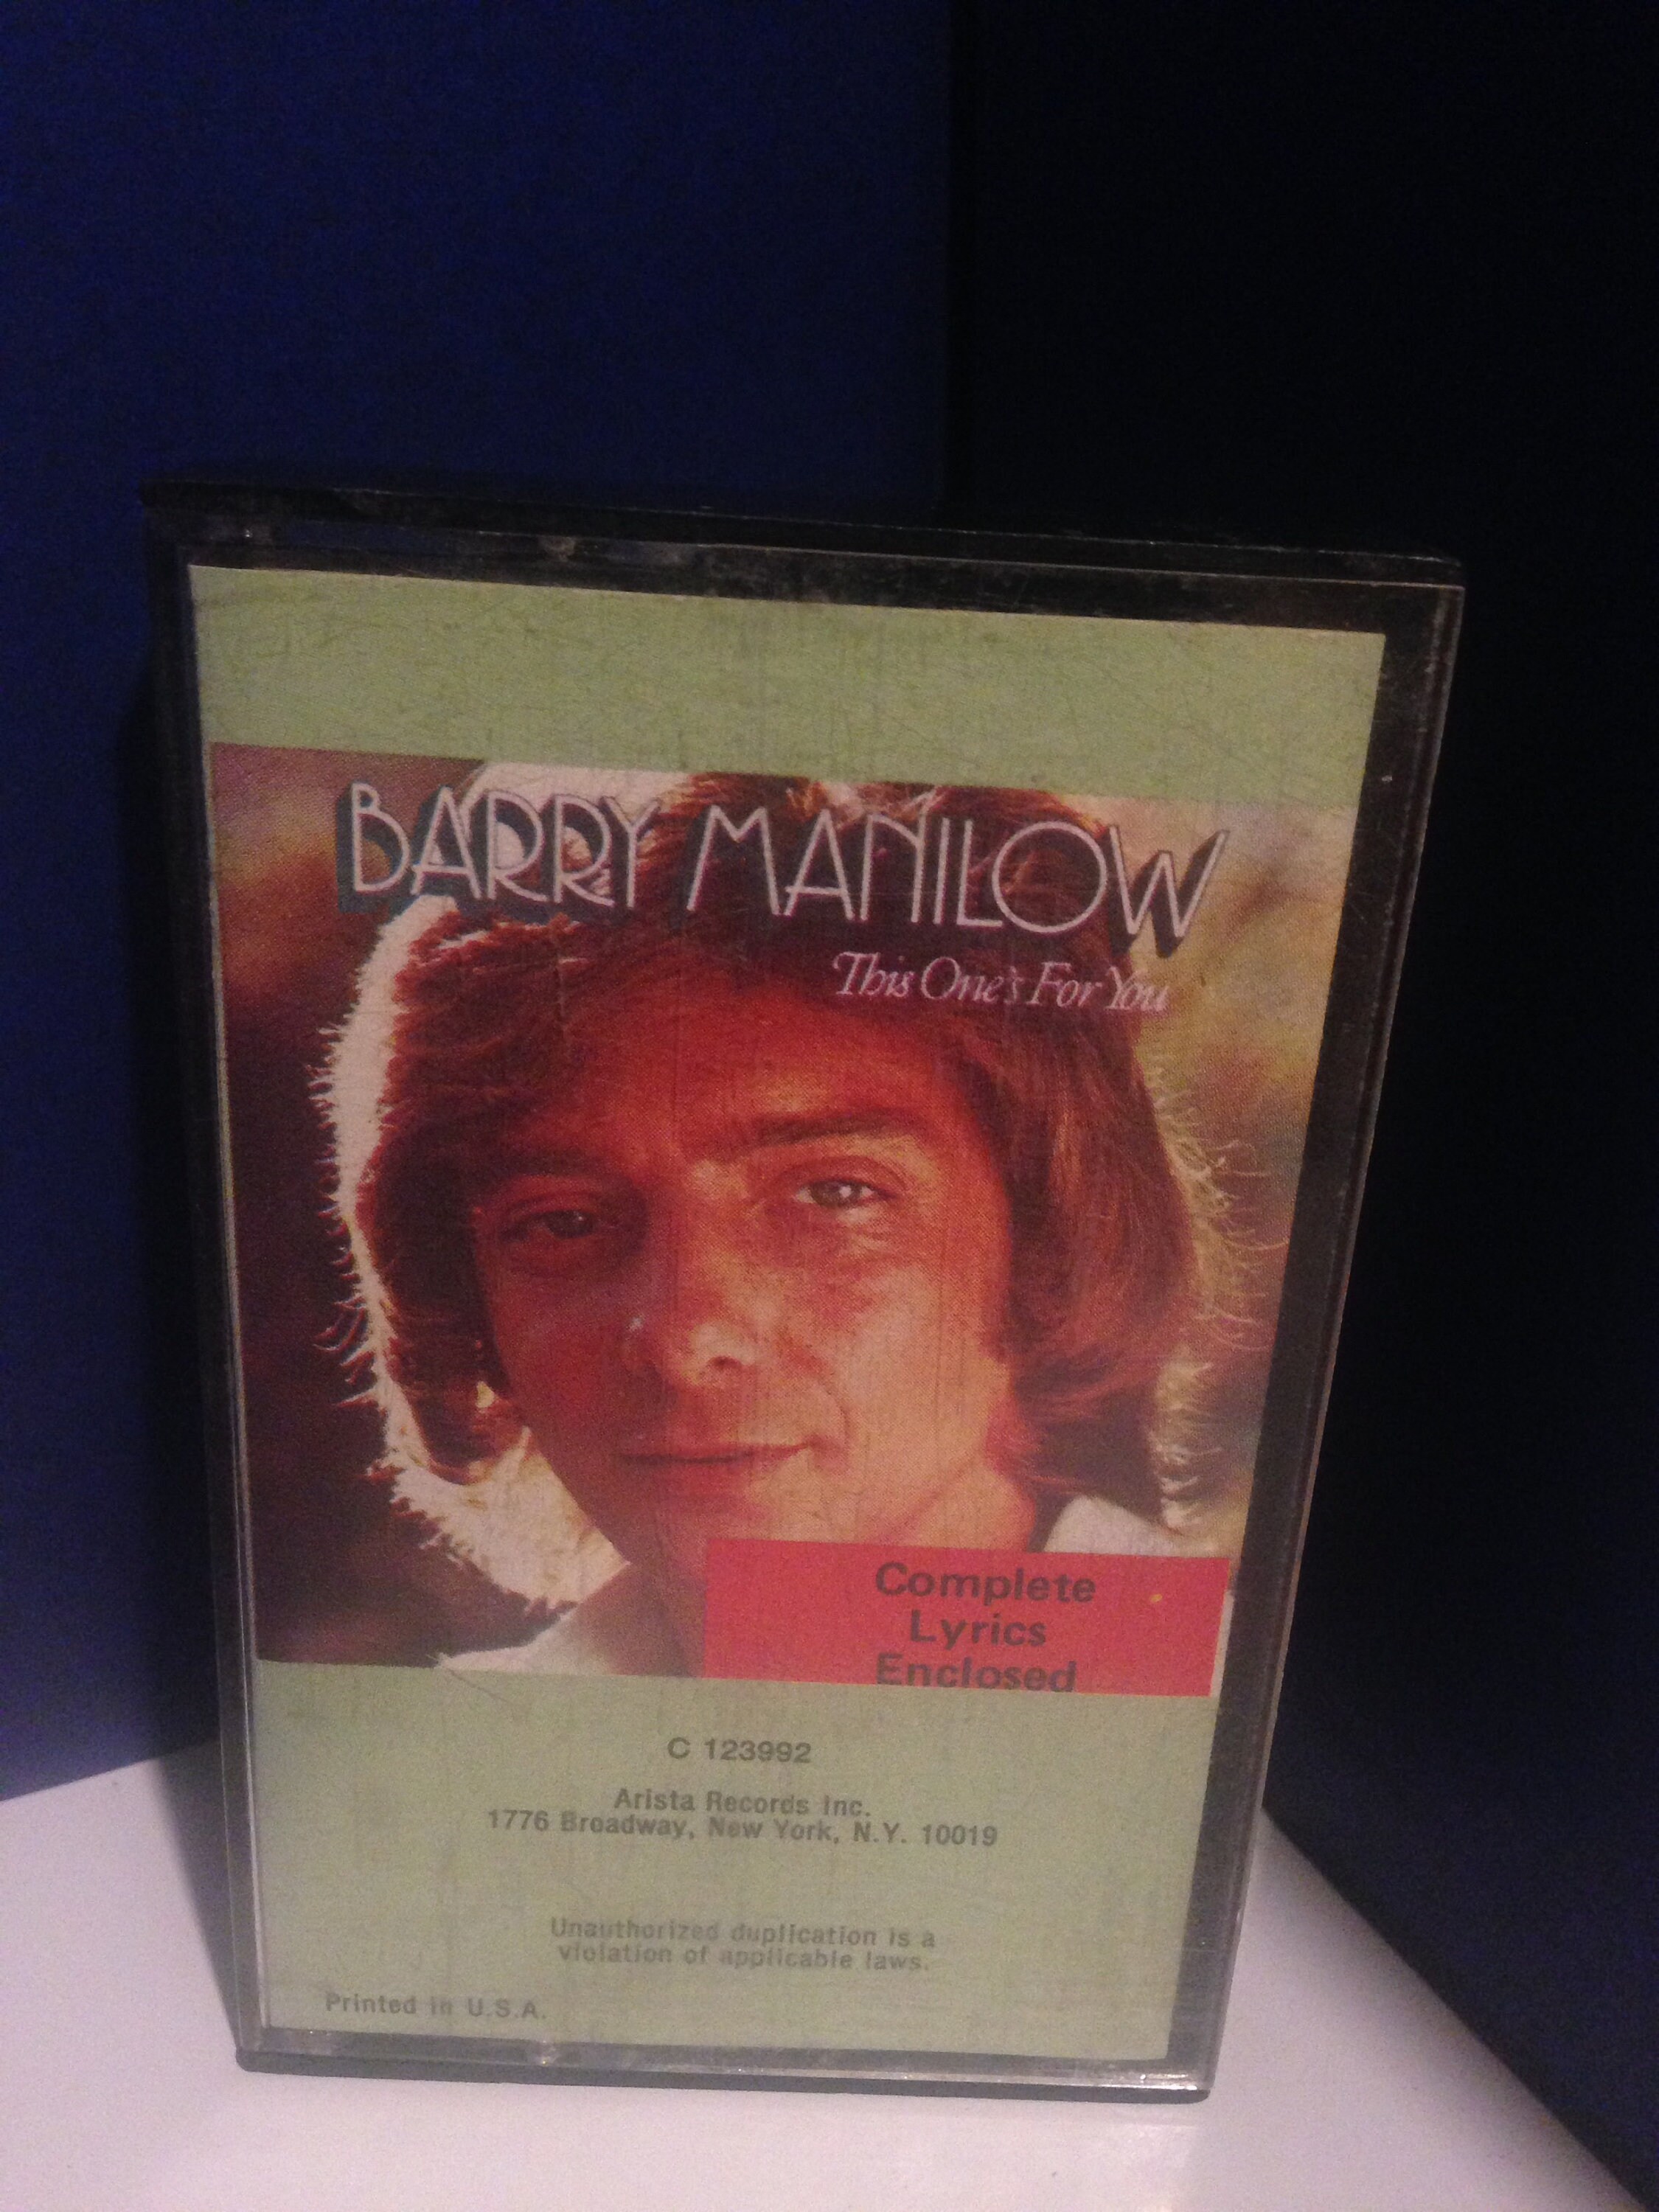 BARRY MANILOW
This One's For You
Complete
Lyrics
Enclosed
C 123992
Arista Records Inc.
1776 Broadway, New York, N.Y. 10019
Unauthorized duplication is a
violation of applicable laws.
Printed in U.S.A.